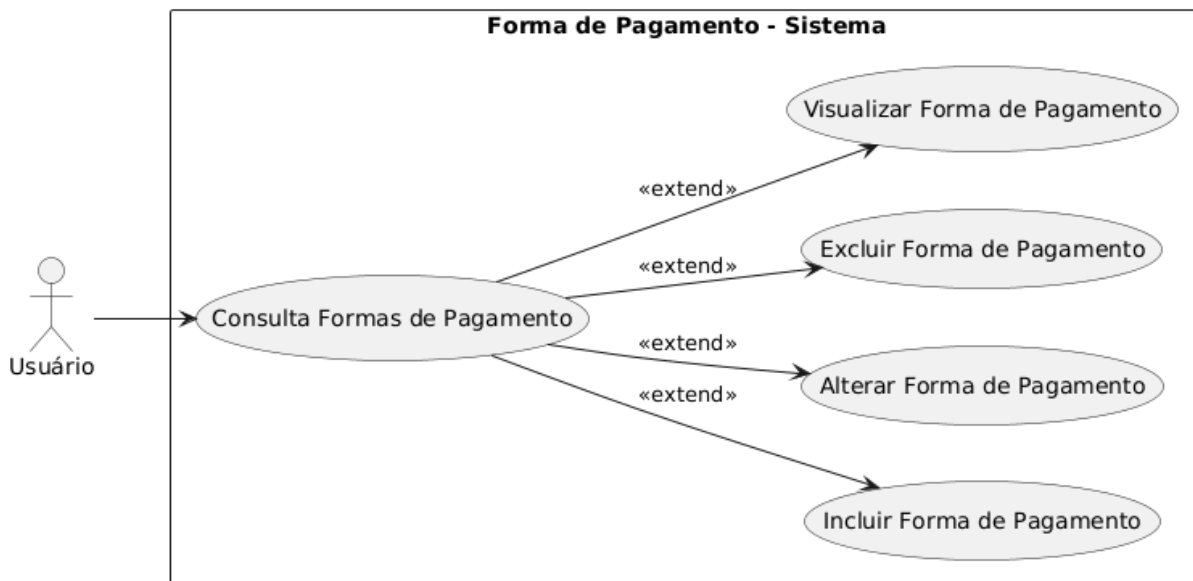 Forma de Pagamento - Sistema
Visualizar Forma de Pagamento
«extend»
Excluir Forma de Pagamento
«extend»
Consulta Formas de Pagamento
Usuário
«extend»
Alterar Forma de Pagamento
«extend»
Incluir Forma de Pagamento